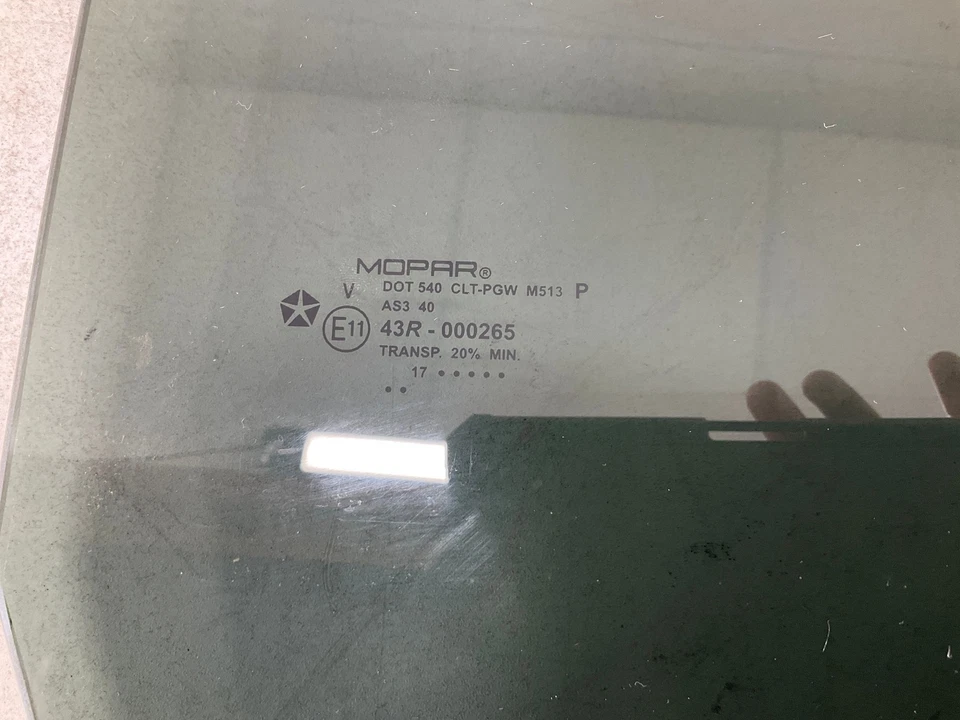 MOPAR®
V DOT 540 CLT-PGW M513 P
AS3 40
E11 43R - 000265
TRANSP. 20% MIN.
17 • • • • •
• •